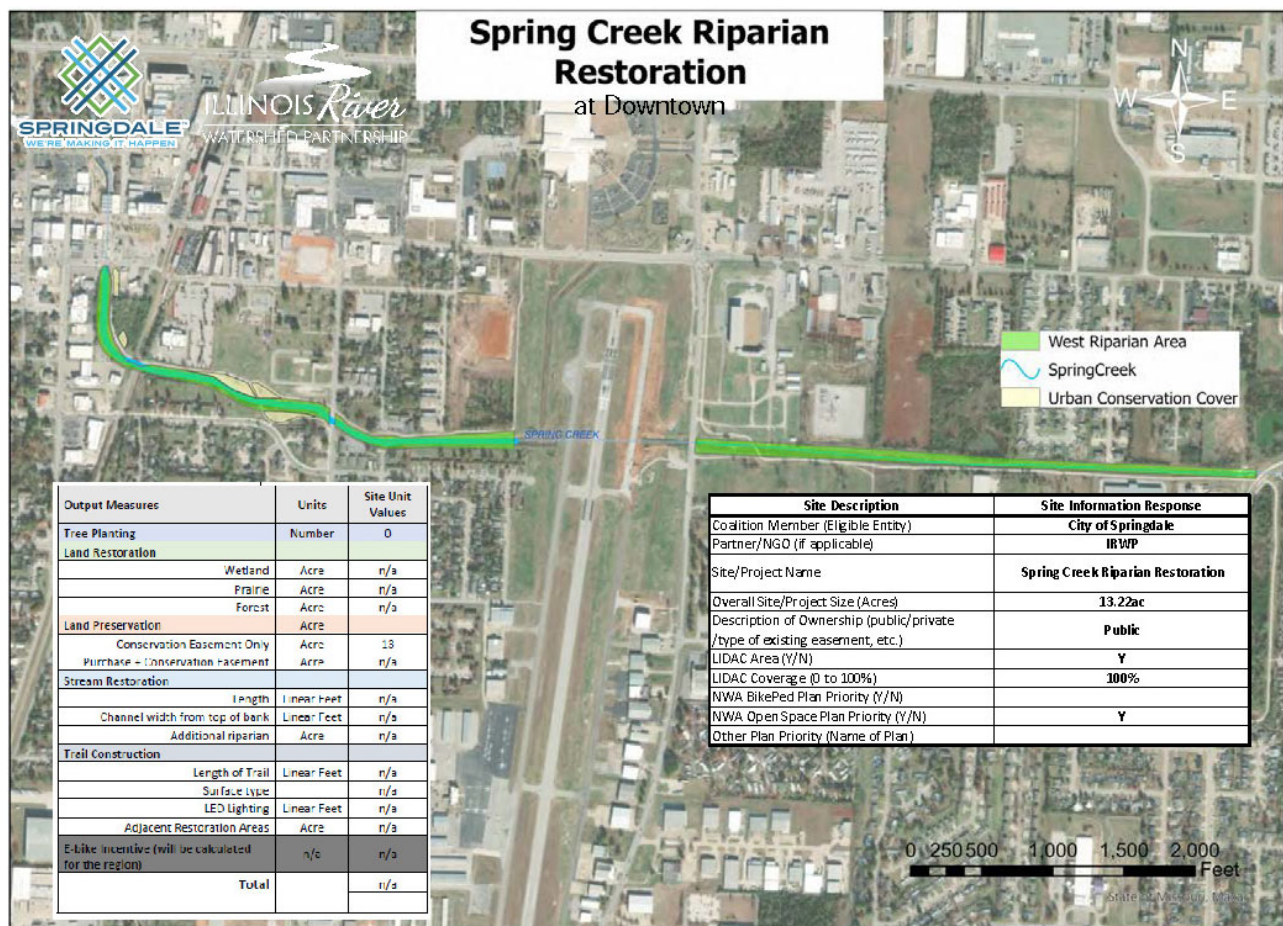 Spring Creek Riparian
Restoration
at Downtown
SPRINGDALE
WE'RE MAKING IT HAPPEN
ILLINOIS River
WATERSHED PARTNERSHIP
N
W E
S
West Riparian Area
SpringCreek
Urban Conservation Cover
SPRING CREEK
Output Measures Units Site Unit Values
Tree Planting Number 0
Land Restoration
Wetland Acre n/a
Prairie Acre n/a
Forest Acre n/a
Land Preservation Acre
Conservation Easement Only Acre 13
Purchase + Conservation Easement Acre n/a
Stream Restoration
Length Linear Feet n/a
Channel width from top of bank Linear Feet n/a
Additional riparian Acre n/a
Trail Construction
Length of Trail Linear Feet n/a
Surface type n/a
LED Lighting Linear Feet n/a
Adjacent Restoration Areas Acre n/a
E-bike Incentive (will be calculated
for the region) n/a n/a
Total n/a
Site Description Site Information Response
Coalition Member (Eligible Entity) City of Springdale
Partner/NGO (if applicable) IRWP
Site/Project Name Spring Creek Riparian Restoration
Overall Site/Project Size (Acres) 13.22ac
Description of Ownership (public/private
/type of existing easement, etc.) Public
LIDAC Area (Y/N) Y
LIDAC Coverage (0 to 100%) 100%
NWA BikePed Plan Priority (Y/N)
NWA Open Space Plan Priority (Y/N) Y
Other Plan Priority (Name of Plan)
0 250 500 1,000 1,500 2,000
Feet
State of Missouri, Maxar